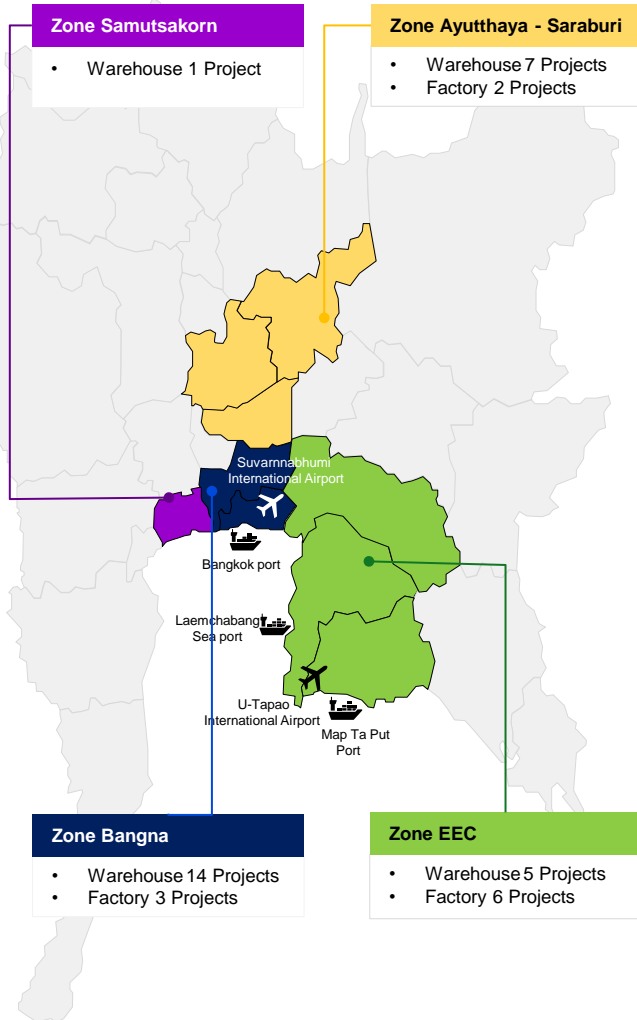 Zone Samutsakorn
• Warehouse 1 Project
Zone Ayutthaya - Saraburi
• Warehouse 7 Projects
• Factory 2 Projects
Suvarnnabhumi
International Airport
Bangkok port
Laemchabang
Sea port
U-Tapao
International Airport
Map Ta Put
Port
Zone Bangna
• Warehouse 14 Projects
• Factory 3 Projects
Zone EEC
• Warehouse 5 Projects
• Factory 6 Projects